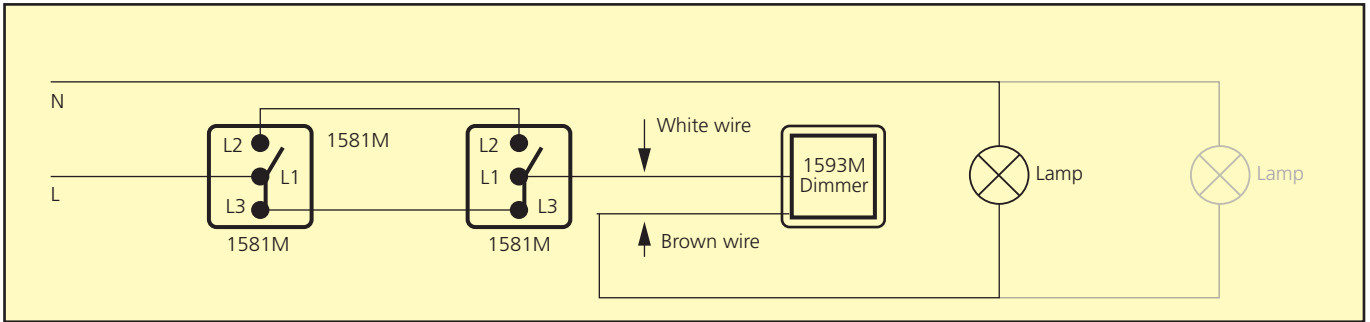 N
L
L2
L1
L3
1581M
1581M
L2
L1
L3
1581M
White wire
Brown wire
1593M
Dimmer
Lamp
Lamp